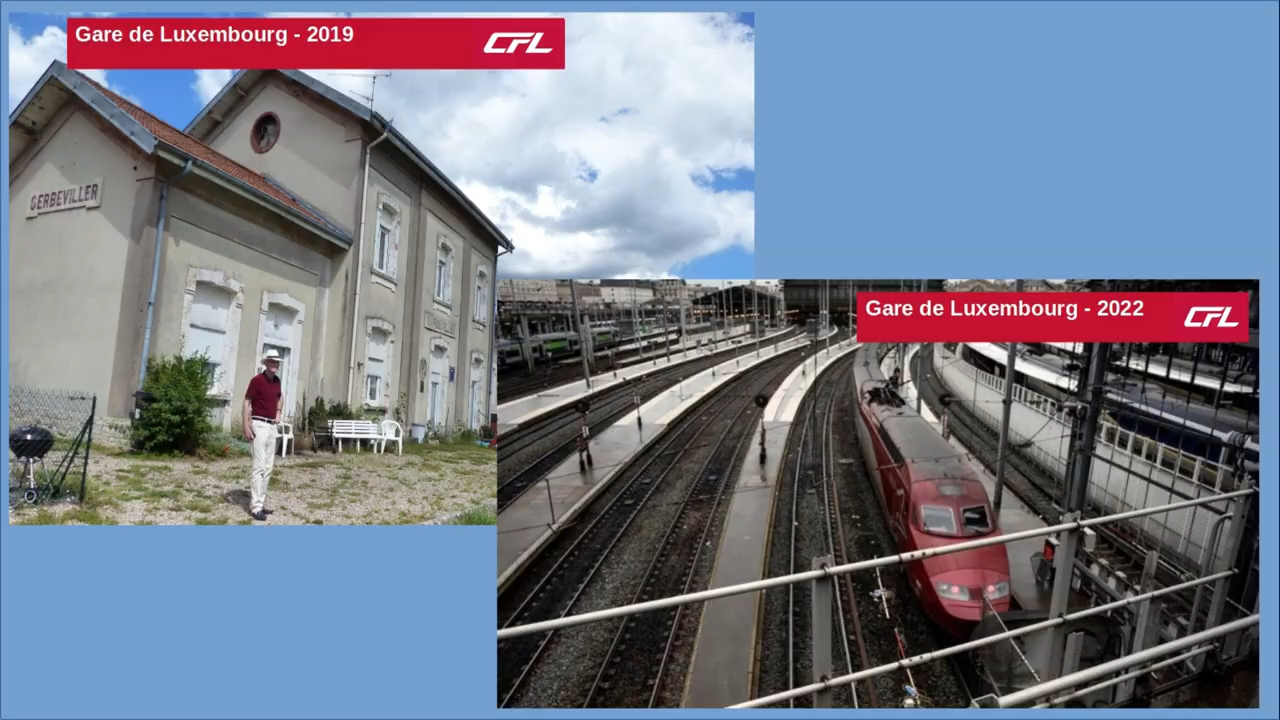 Gare de Luxembourg - 2019 CFL
GERBEVILLER
Gare de Luxembourg - 2022 CFL